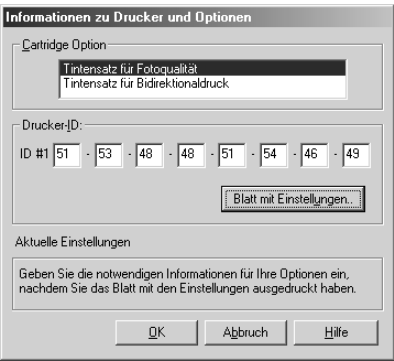 Informationen zu Drucker und Optionen
Cartridge Option
Tintensatz für Fotoqualität
Tintensatz für Bidirektionaldruck
Drucker-ID:
ID #1 51 - 53 - 48 - 48 - 51 - 54 - 46 - 49
Blatt mit Einstellungen..
Aktuelle Einstellungen
Geben Sie die notwendigen Informationen für Ihre Optionen ein,
nachdem Sie das Blatt mit den Einstellungen ausgedruckt haben.
OK Abbruch Hilfe